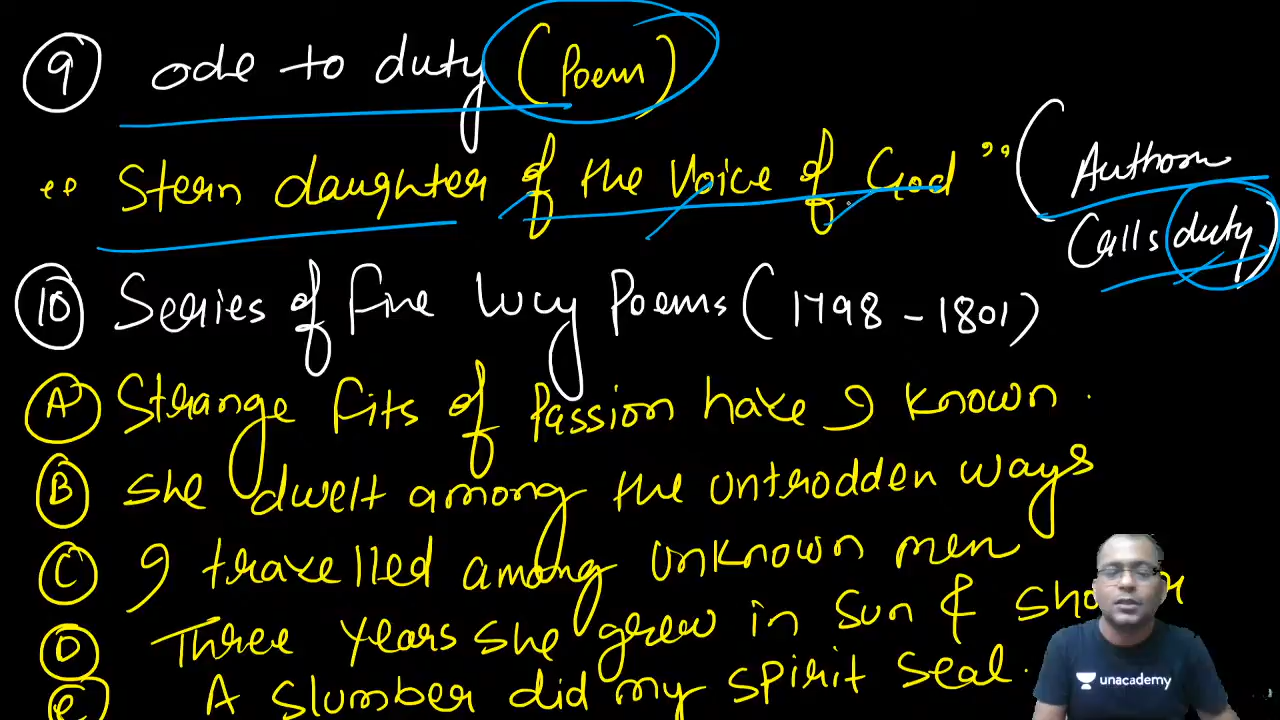 9 ode to duty (Poem)
"Stern daughter of the Voice of God" (Author
Calls duty)
10 Series of five Lucy Poems (1798 - 1801)
A Strange fits of Passion have I known.
B She dwelt among the untrodden ways
C I travelled among unknown men
D Three years she grew in sun &
E A slumber did my spirit seal.
unacademy